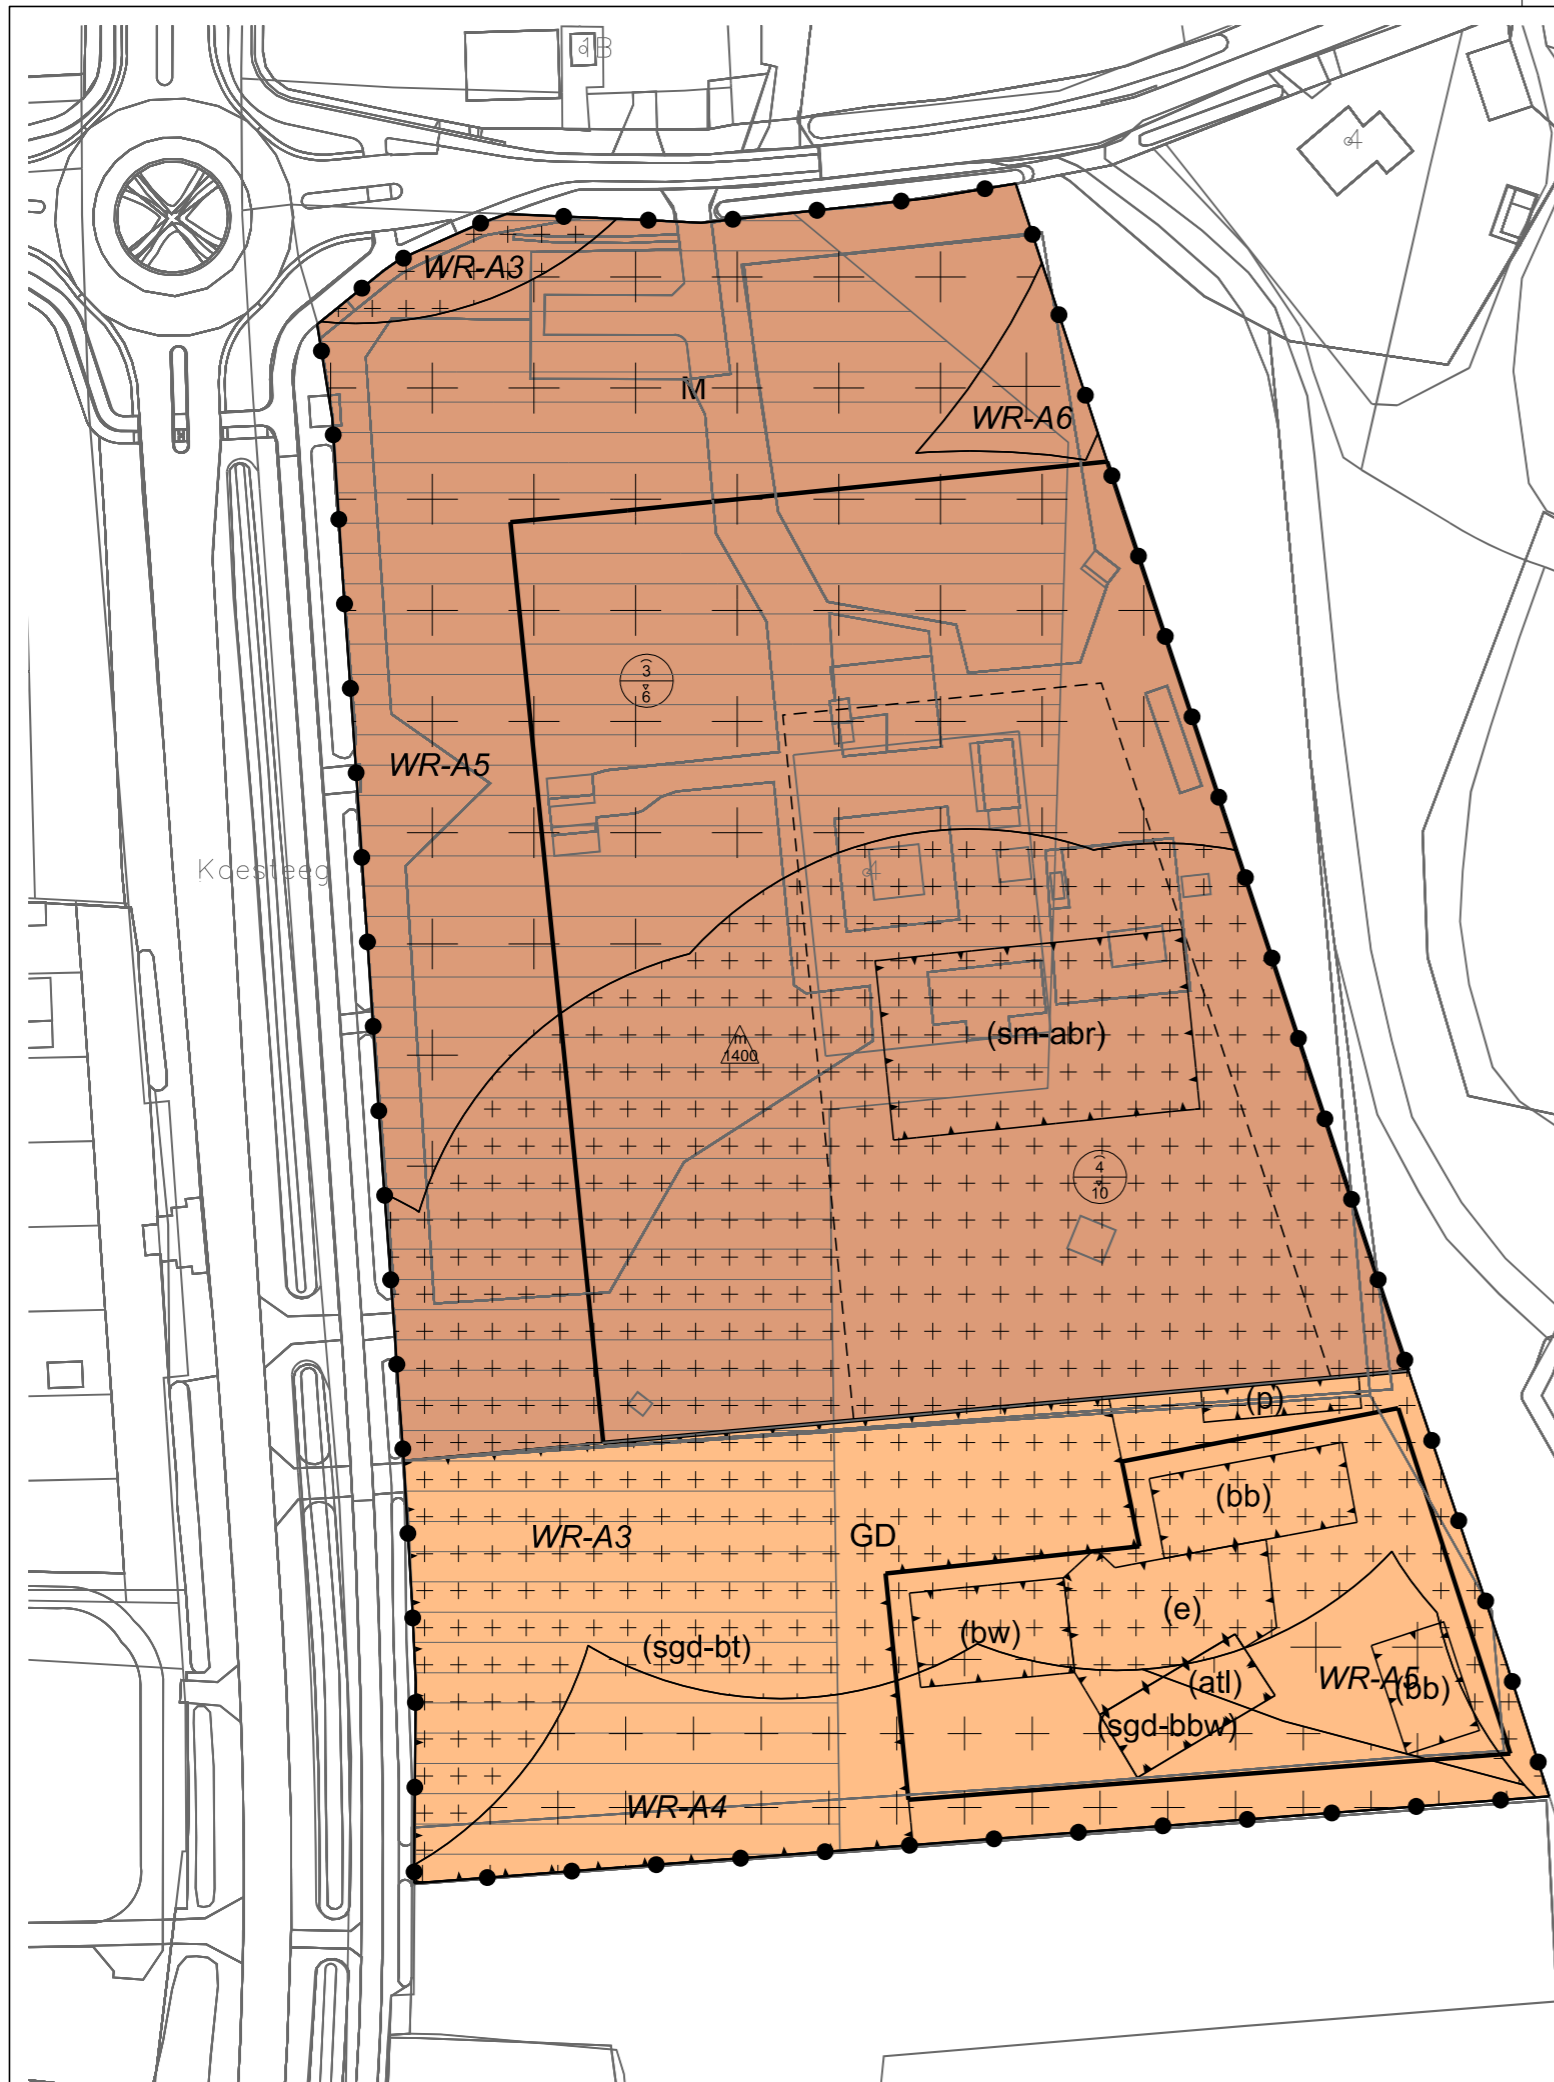 1B
4
WR-A3
M
WR-A6
3
6
WR-A5
Koesteeg
4
(sm-abr)
m
1400
4
10
(p)
(bb)
WR-A3
GD
(e)
(bw)
(sgd-bt)
(atl)
WR-A5
(bb)
(sgd-bbw)
WR-A4